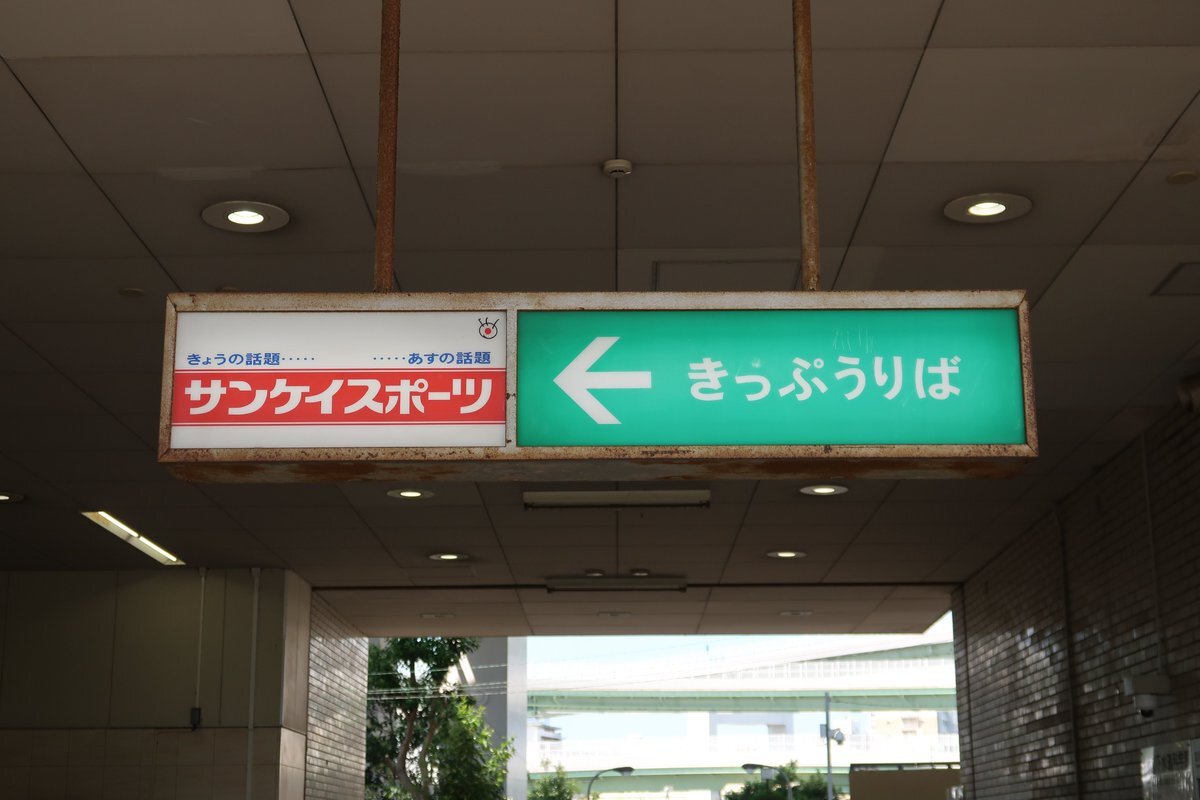 きょうの話題・・・・・ ・・・・・あすの話題
サンケイスポーツ
←きっぷうりば